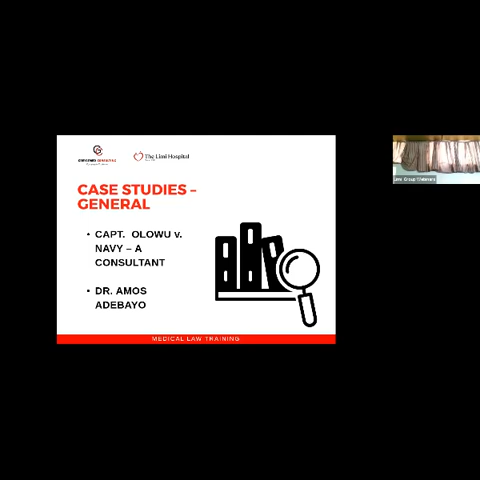 The Limi Hospital
CASE STUDIES –
GENERAL
• CAPT. OLOWU v.
NAVY – A
CONSULTANT
• DR. AMOS
ADEBAYO
MEDICAL LAW TRAINING